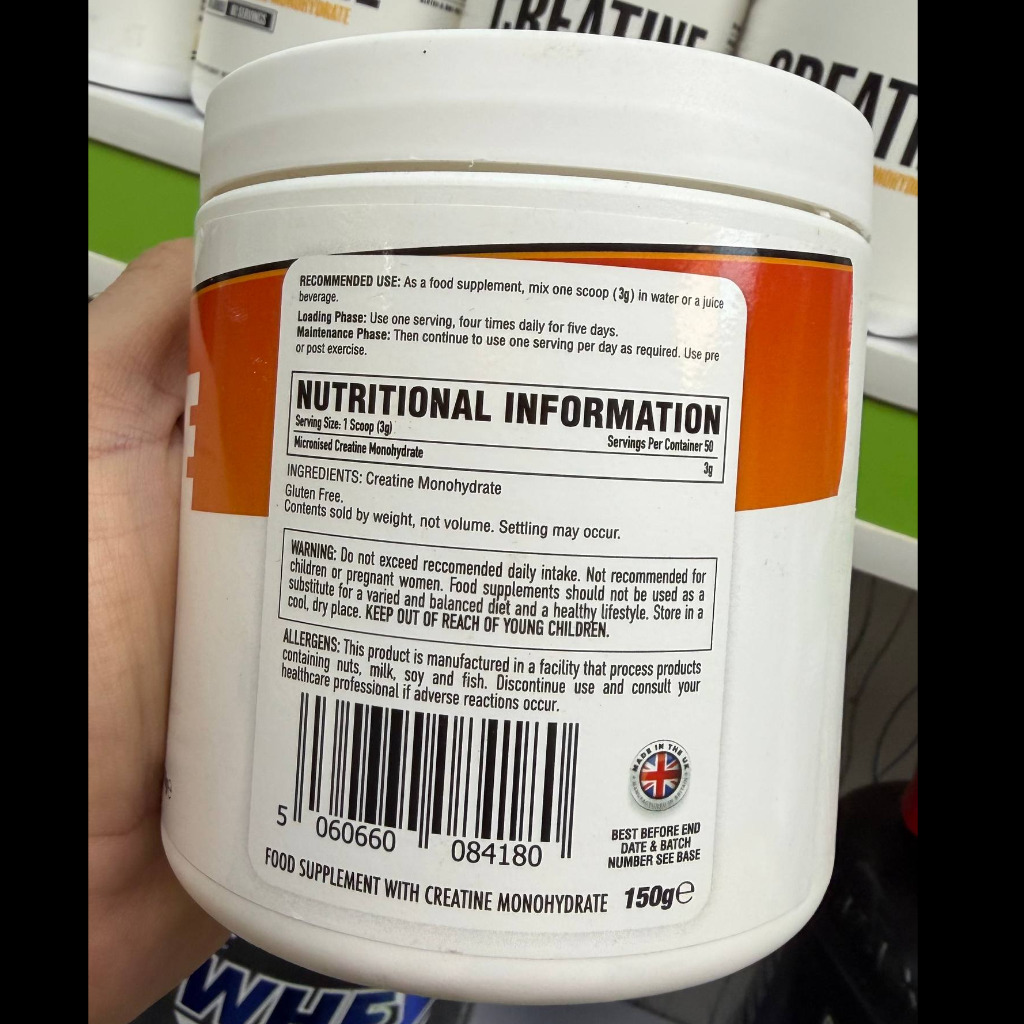 CREATINE
RECOMMENDED USE: As a food supplement, mix one scoop (3g) in water or a juice
beverage.
Loading Phase: Use one serving, four times daily for five days.
Maintenance Phase: Then continue to use one serving per day as required. Use pre
or post exercise.
NUTRITIONAL INFORMATION
Serving Size: 1 Scoop (3g) Servings Per Container 50
Micronised Creatine Monohydrate 3g
INGREDIENTS: Creatine Monohydrate
Gluten Free.
Contents sold by weight, not volume. Settling may occur.
WARNING: Do not exceed reccomended daily intake. Not recommended for
children or pregnant women. Food supplements should not be used as a
substitute for a varied and balanced diet and a healthy lifestyle. Store in a
cool, dry place. KEEP OUT OF REACH OF YOUNG CHILDREN.
ALLERGENS: This product is manufactured in a facility that process products
containing nuts, milk, soy and fish. Discontinue use and consult your
healthcare professional if adverse reactions occur.
MADE IN THE UK
5 060660 084180
BEST BEFORE END
DATE & BATCH
NUMBER SEE BASE
FOOD SUPPLEMENT WITH CREATINE MONOHYDRATE 150g℮
WHEY